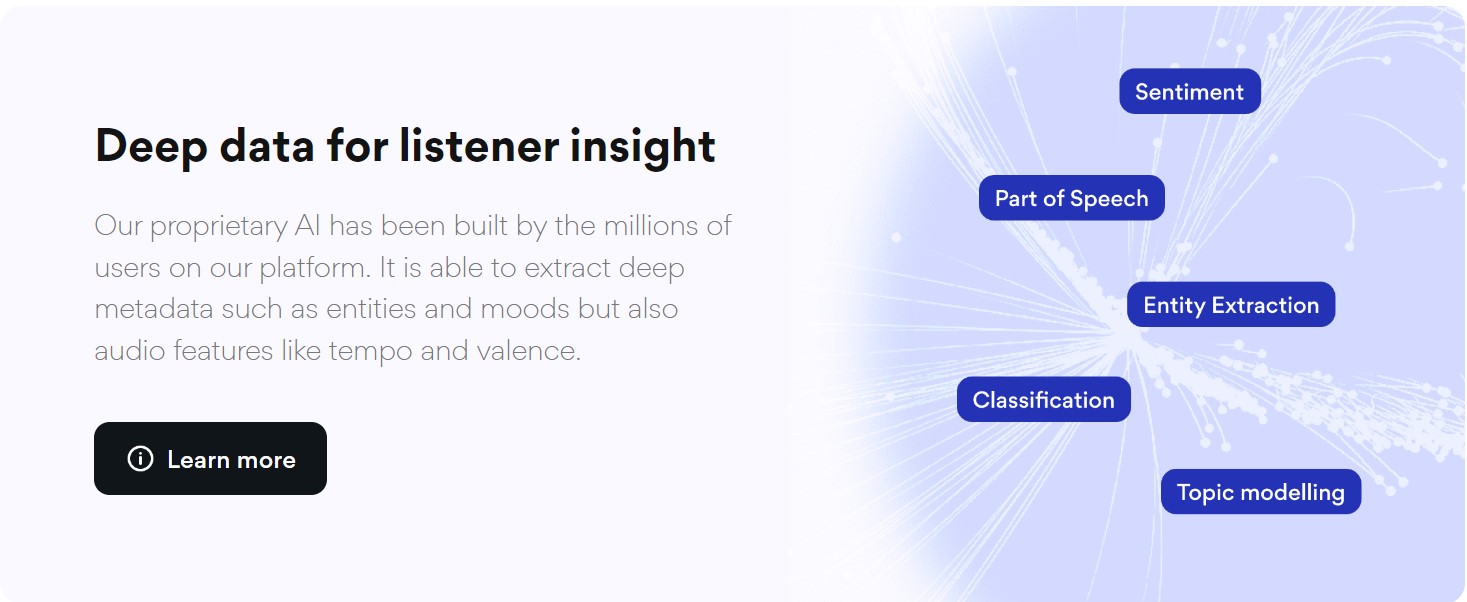 Deep data for listener insight
Our proprietary AI has been built by the millions of
users on our platform. It is able to extract deep
metadata such as entities and moods but also
audio features like tempo and valence.
Learn more
Sentiment
Part of Speech
Entity Extraction
Classification
Topic modelling